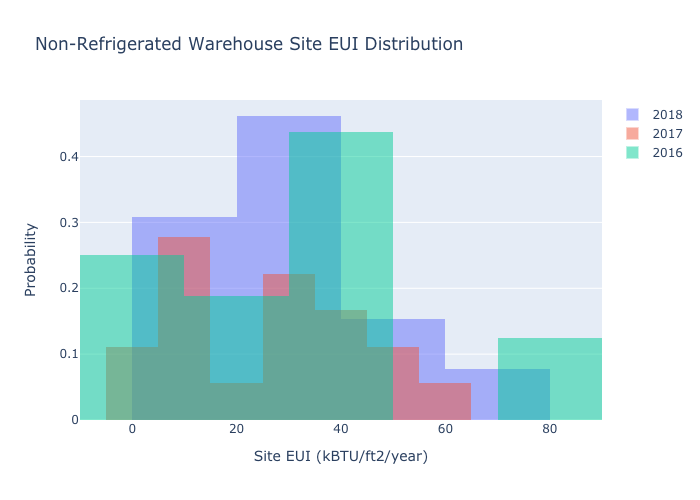 Non-Refrigerated Warehouse Site EUI Distribution
2018
2017
2016
Probability
0.4
0.3
0.2
0.1
0
0 20 40 60 80
Site EUI (kBTU/ft2/year)